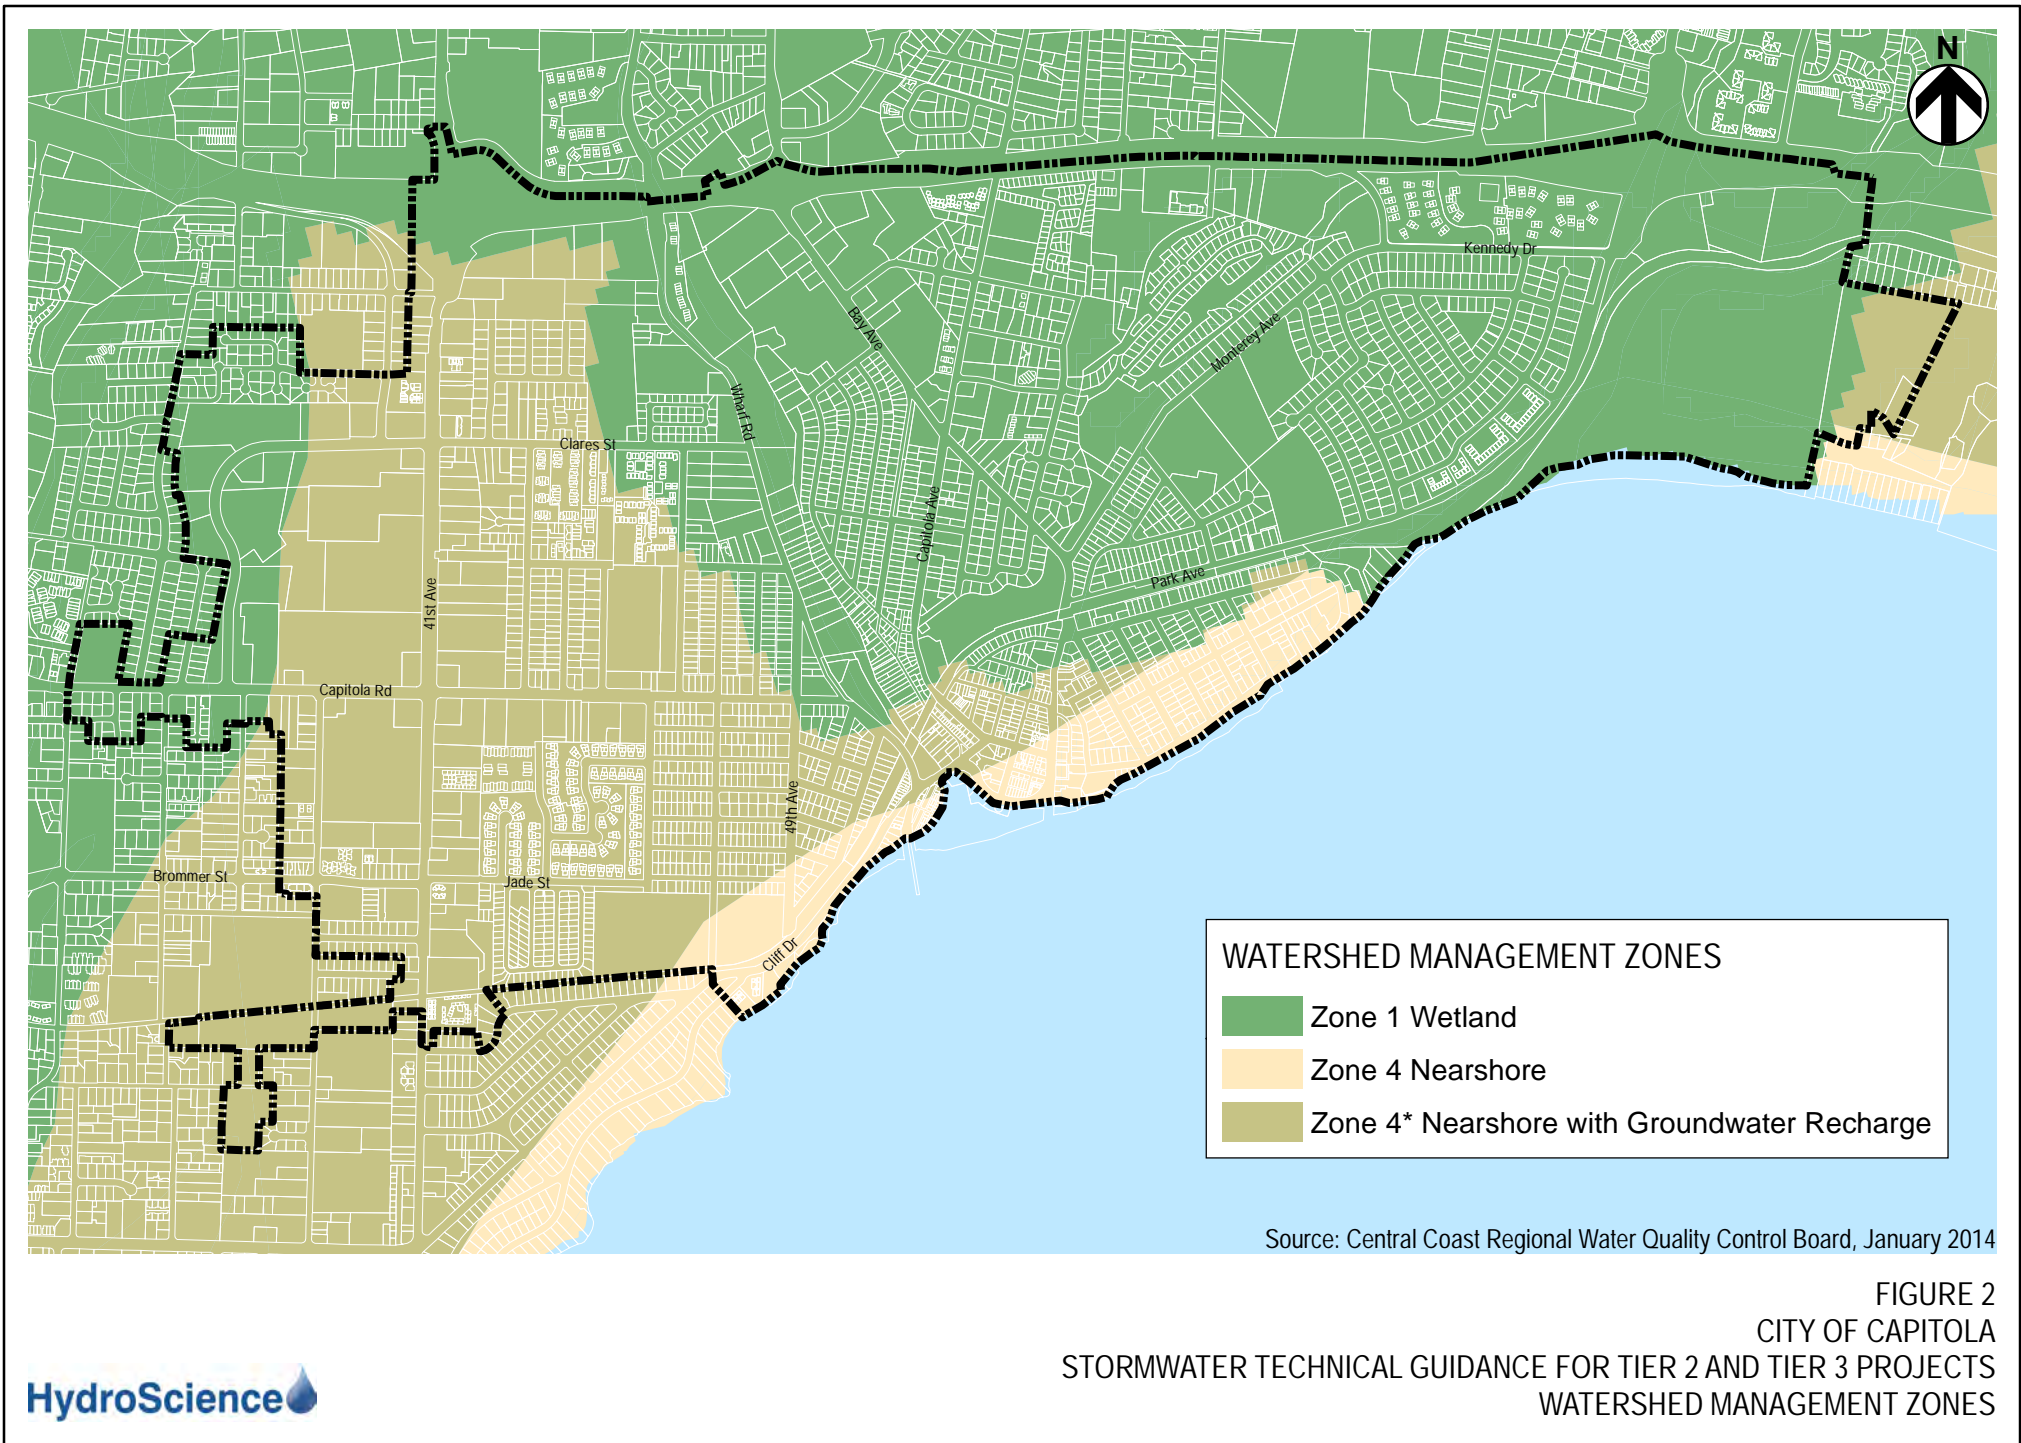 N
Kennedy Dr
Bay Ave
Monterey Ave
Wharf Rd
Clares St
Capitola Ave
Park Ave
41st Ave
Capitola Rd
49th Ave
Brommer St
Jade St
Cliff Dr
WATERSHED MANAGEMENT ZONES
Zone 1 Wetland
Zone 4 Nearshore
Zone 4* Nearshore with Groundwater Recharge
Source: Central Coast Regional Water Quality Control Board, January 2014
FIGURE 2
CITY OF CAPITOLA
STORMWATER TECHNICAL GUIDANCE FOR TIER 2 AND TIER 3 PROJECTS
WATERSHED MANAGEMENT ZONES
HydroScience